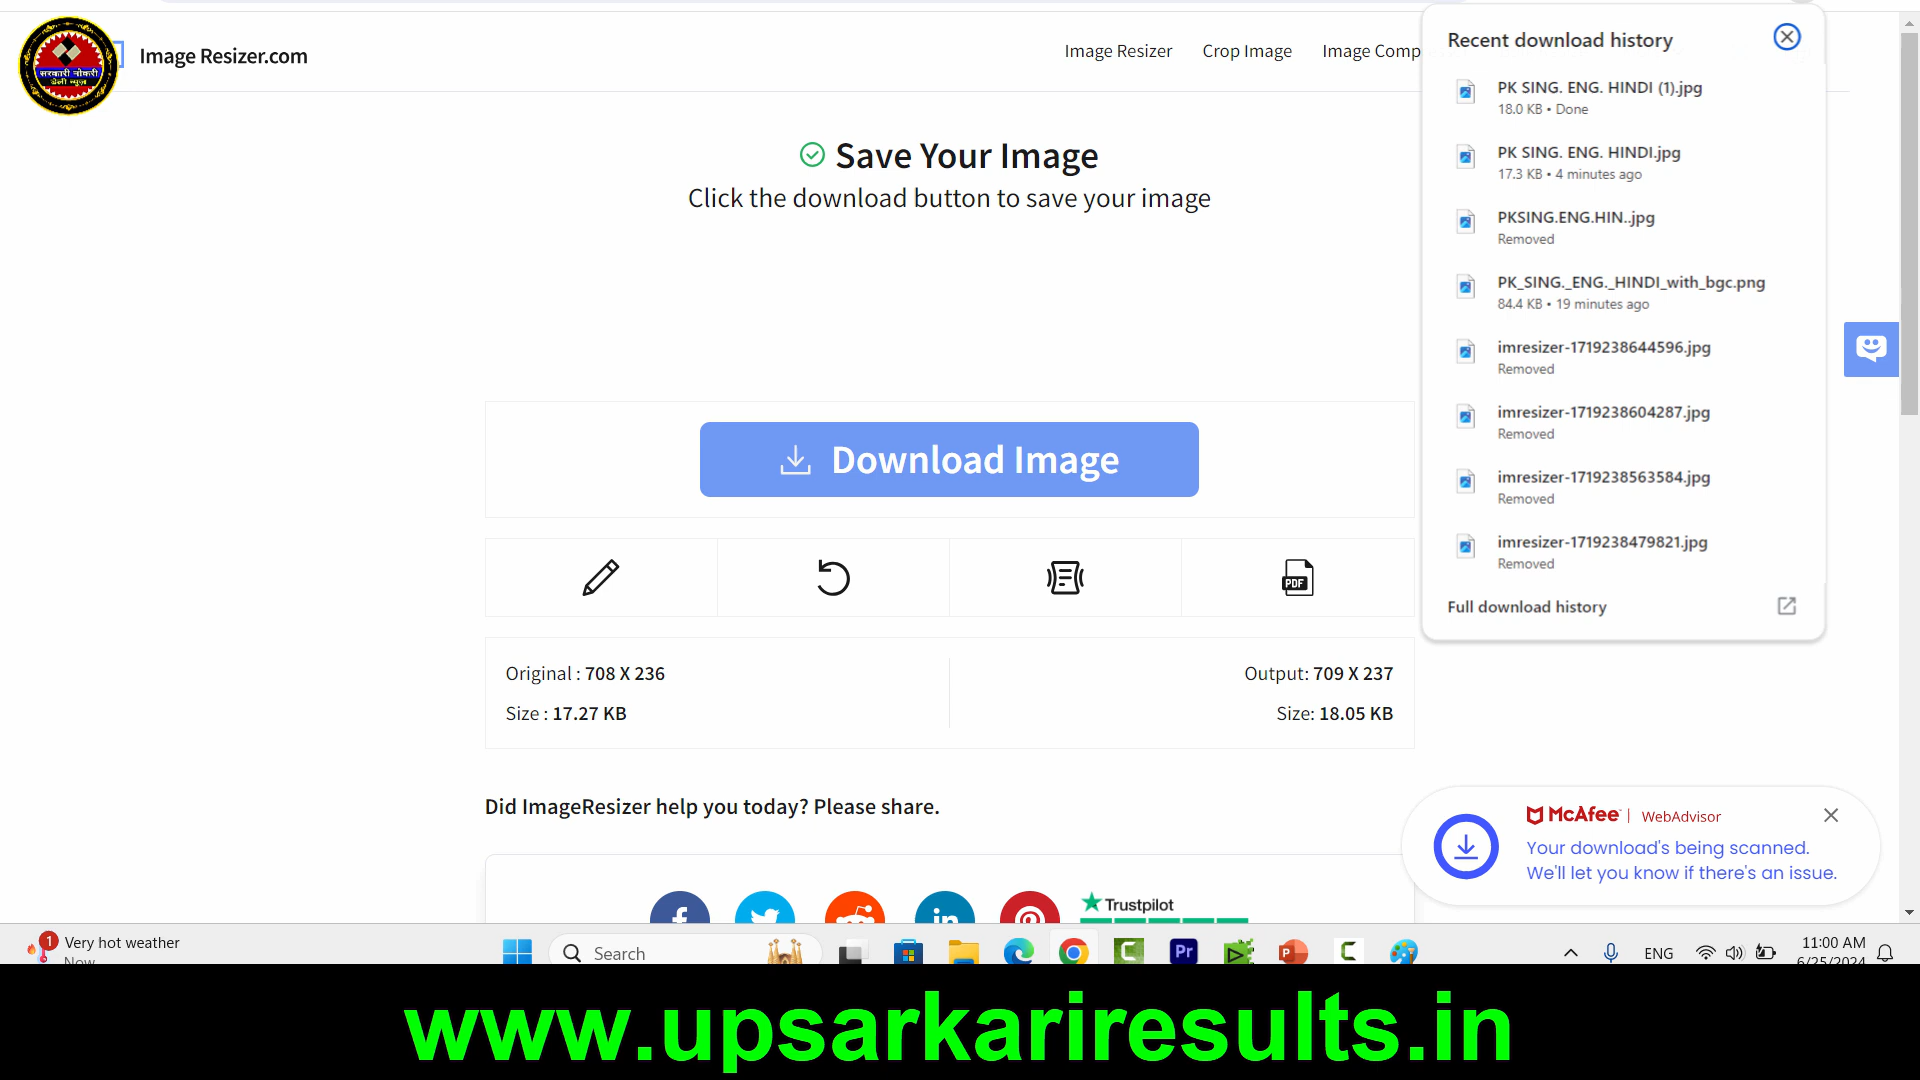 सरकारी नौकरी
डेली न्यूज़
Image Resizer.com
Image Resizer
Crop Image
Image Comp
Save Your Image
Click the download button to save your image
Download Image
PDF
Original : 708 X 236
Size : 17.27 KB
Output: 709 X 237
Size: 18.05 KB
Did ImageResizer help you today? Please share.
Trustpilot
Recent download history
PK SING. ENG. HINDI (1).jpg
18.0 KB • Done
PK SING. ENG. HINDI.jpg
17.3 KB • 4 minutes ago
PKSING.ENG.HIN..jpg
Removed
PK_SING._ENG._HINDI_with_bgc.png
84.4 KB • 19 minutes ago
imresizer-1719238644596.jpg
Removed
imresizer-1719238604287.jpg
Removed
imresizer-1719238563584.jpg
Removed
imresizer-1719238479821.jpg
Removed
Full download history
McAfee | WebAdvisor
Your download's being scanned.
We'll let you know if there's an issue.
1
Very hot weather
Now
Search
Pr
ENG
11:00 AM
6/25/2024
www.upsarkariresults.in